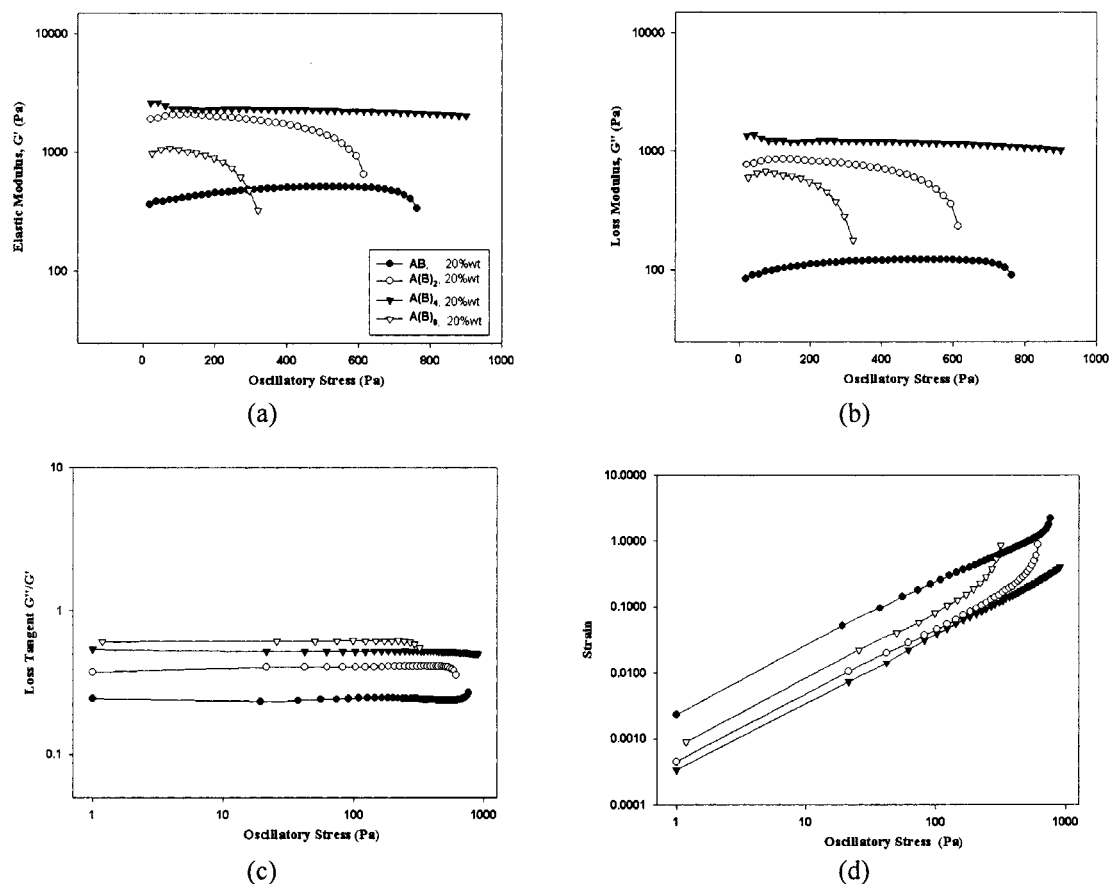 10000
1000
100
Elastic Modulus, G' (Pa)
0 200 400 600 800 1000
Oscillatory Stress (Pa)
AB, 20%wt
A(B)₂, 20%wt
A(B)₄, 20%wt
A(B)₈, 20%wt
(a)
10000
1000
100
Loss Modulus, G'' (Pa)
0 200 400 600 800 1000
Oscillatory Stress (Pa)
(b)
10
1
0.1
Loss Tangent G''/G'
1 10 100 1000
Oscillatory Stress (Pa)
(c)
10.0000
1.0000
0.1000
0.0100
0.0010
0.0001
Strain
1 10 100 1000
Oscillatory Stress (Pa)
(d)